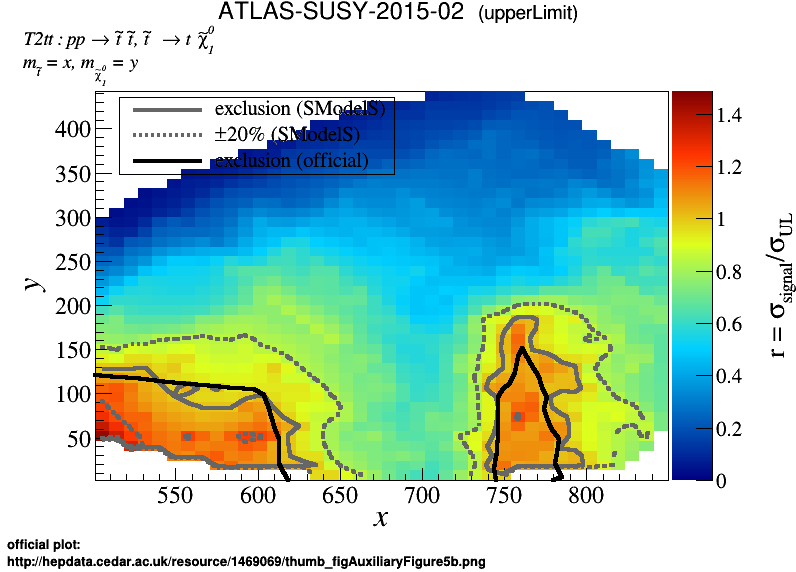 ATLAS-SUSY-2015-02 (upperLimit)
T2tt : pp → t̃ t̃, t̃ → t χ̃₁⁰
m_t̃ = x, m_χ̃₁⁰ = y
exclusion (SModelS)
±20% (SModelS)
exclusion (official)
400
350
300
250
200
150
100
50
y
550 600 650 700 750 800
x
1.4
1.2
1
0.8
0.6
0.4
0.2
0
r = σ_signal/σ_UL
official plot:
http://hepdata.cedar.ac.uk/resource/1469069/thumb_figAuxiliaryFigure5b.png